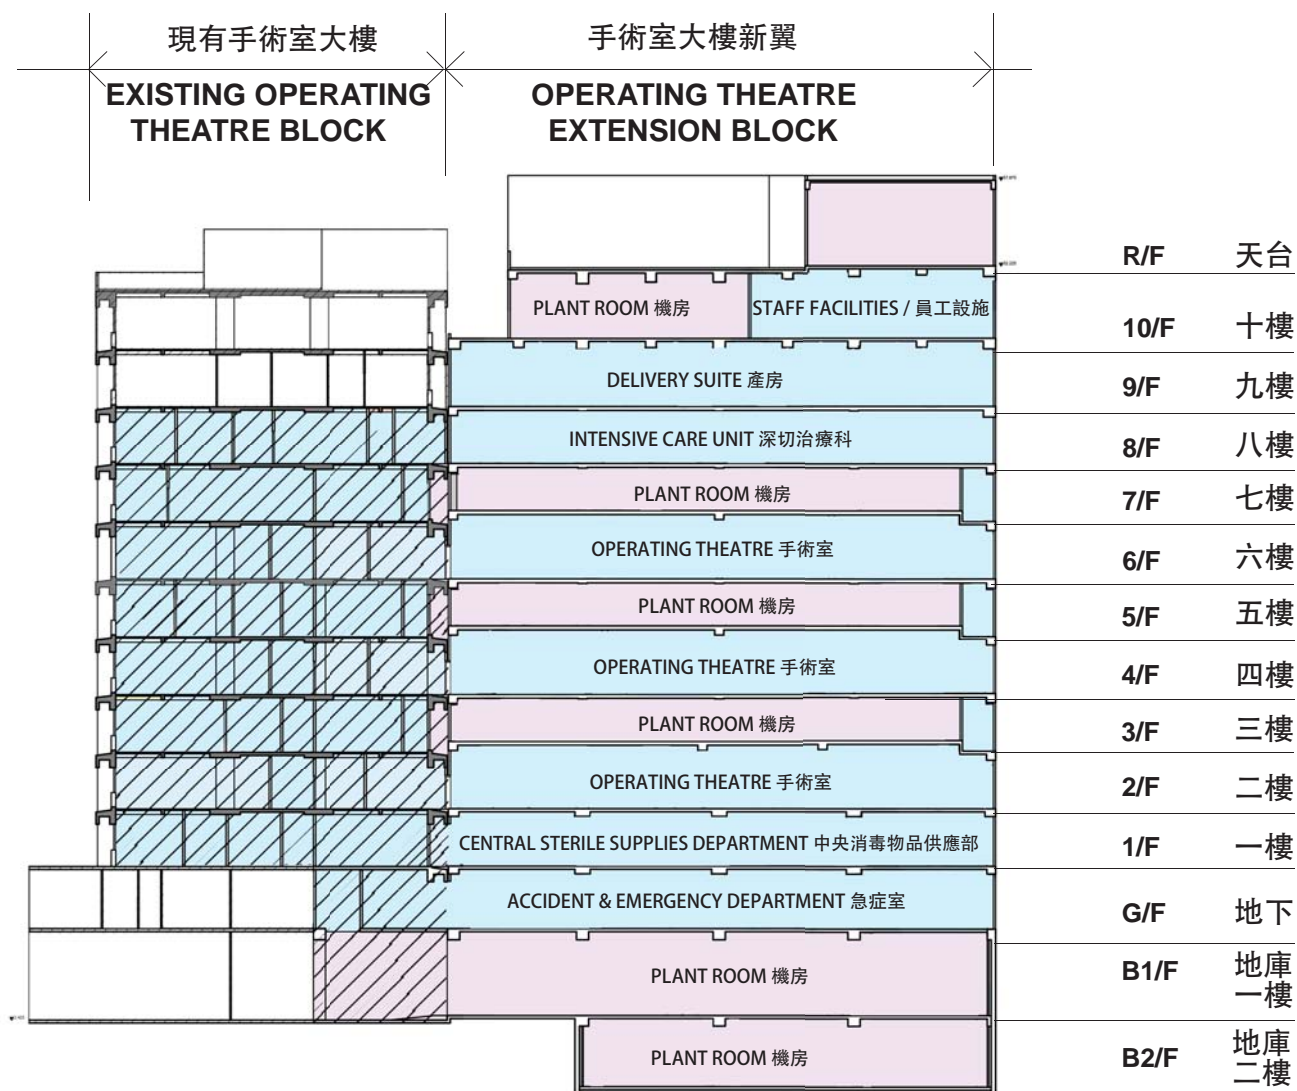 現有手術室大樓
手術室大樓新翼
EXISTING OPERATING
THEATRE BLOCK
OPERATING THEATRE
EXTENSION BLOCK
R/F 天台
PLANT ROOM 機房
STAFF FACILITIES / 員工設施
10/F 十樓
DELIVERY SUITE 產房
9/F 九樓
INTENSIVE CARE UNIT 深切治療科
8/F 八樓
PLANT ROOM 機房
7/F 七樓
OPERATING THEATRE 手術室
6/F 六樓
PLANT ROOM 機房
5/F 五樓
OPERATING THEATRE 手術室
4/F 四樓
PLANT ROOM 機房
3/F 三樓
OPERATING THEATRE 手術室
2/F 二樓
CENTRAL STERILE SUPPLIES DEPARTMENT 中央消毒物品供應部
1/F 一樓
ACCIDENT & EMERGENCY DEPARTMENT 急症室
G/F 地下
PLANT ROOM 機房
B1/F 地庫
一樓
PLANT ROOM 機房
B2/F 地庫
二樓